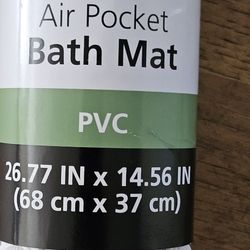 Air Pocket
Bath Mat
PVC
26.77 IN x 14.56 IN
(68 cm x 37 cm)